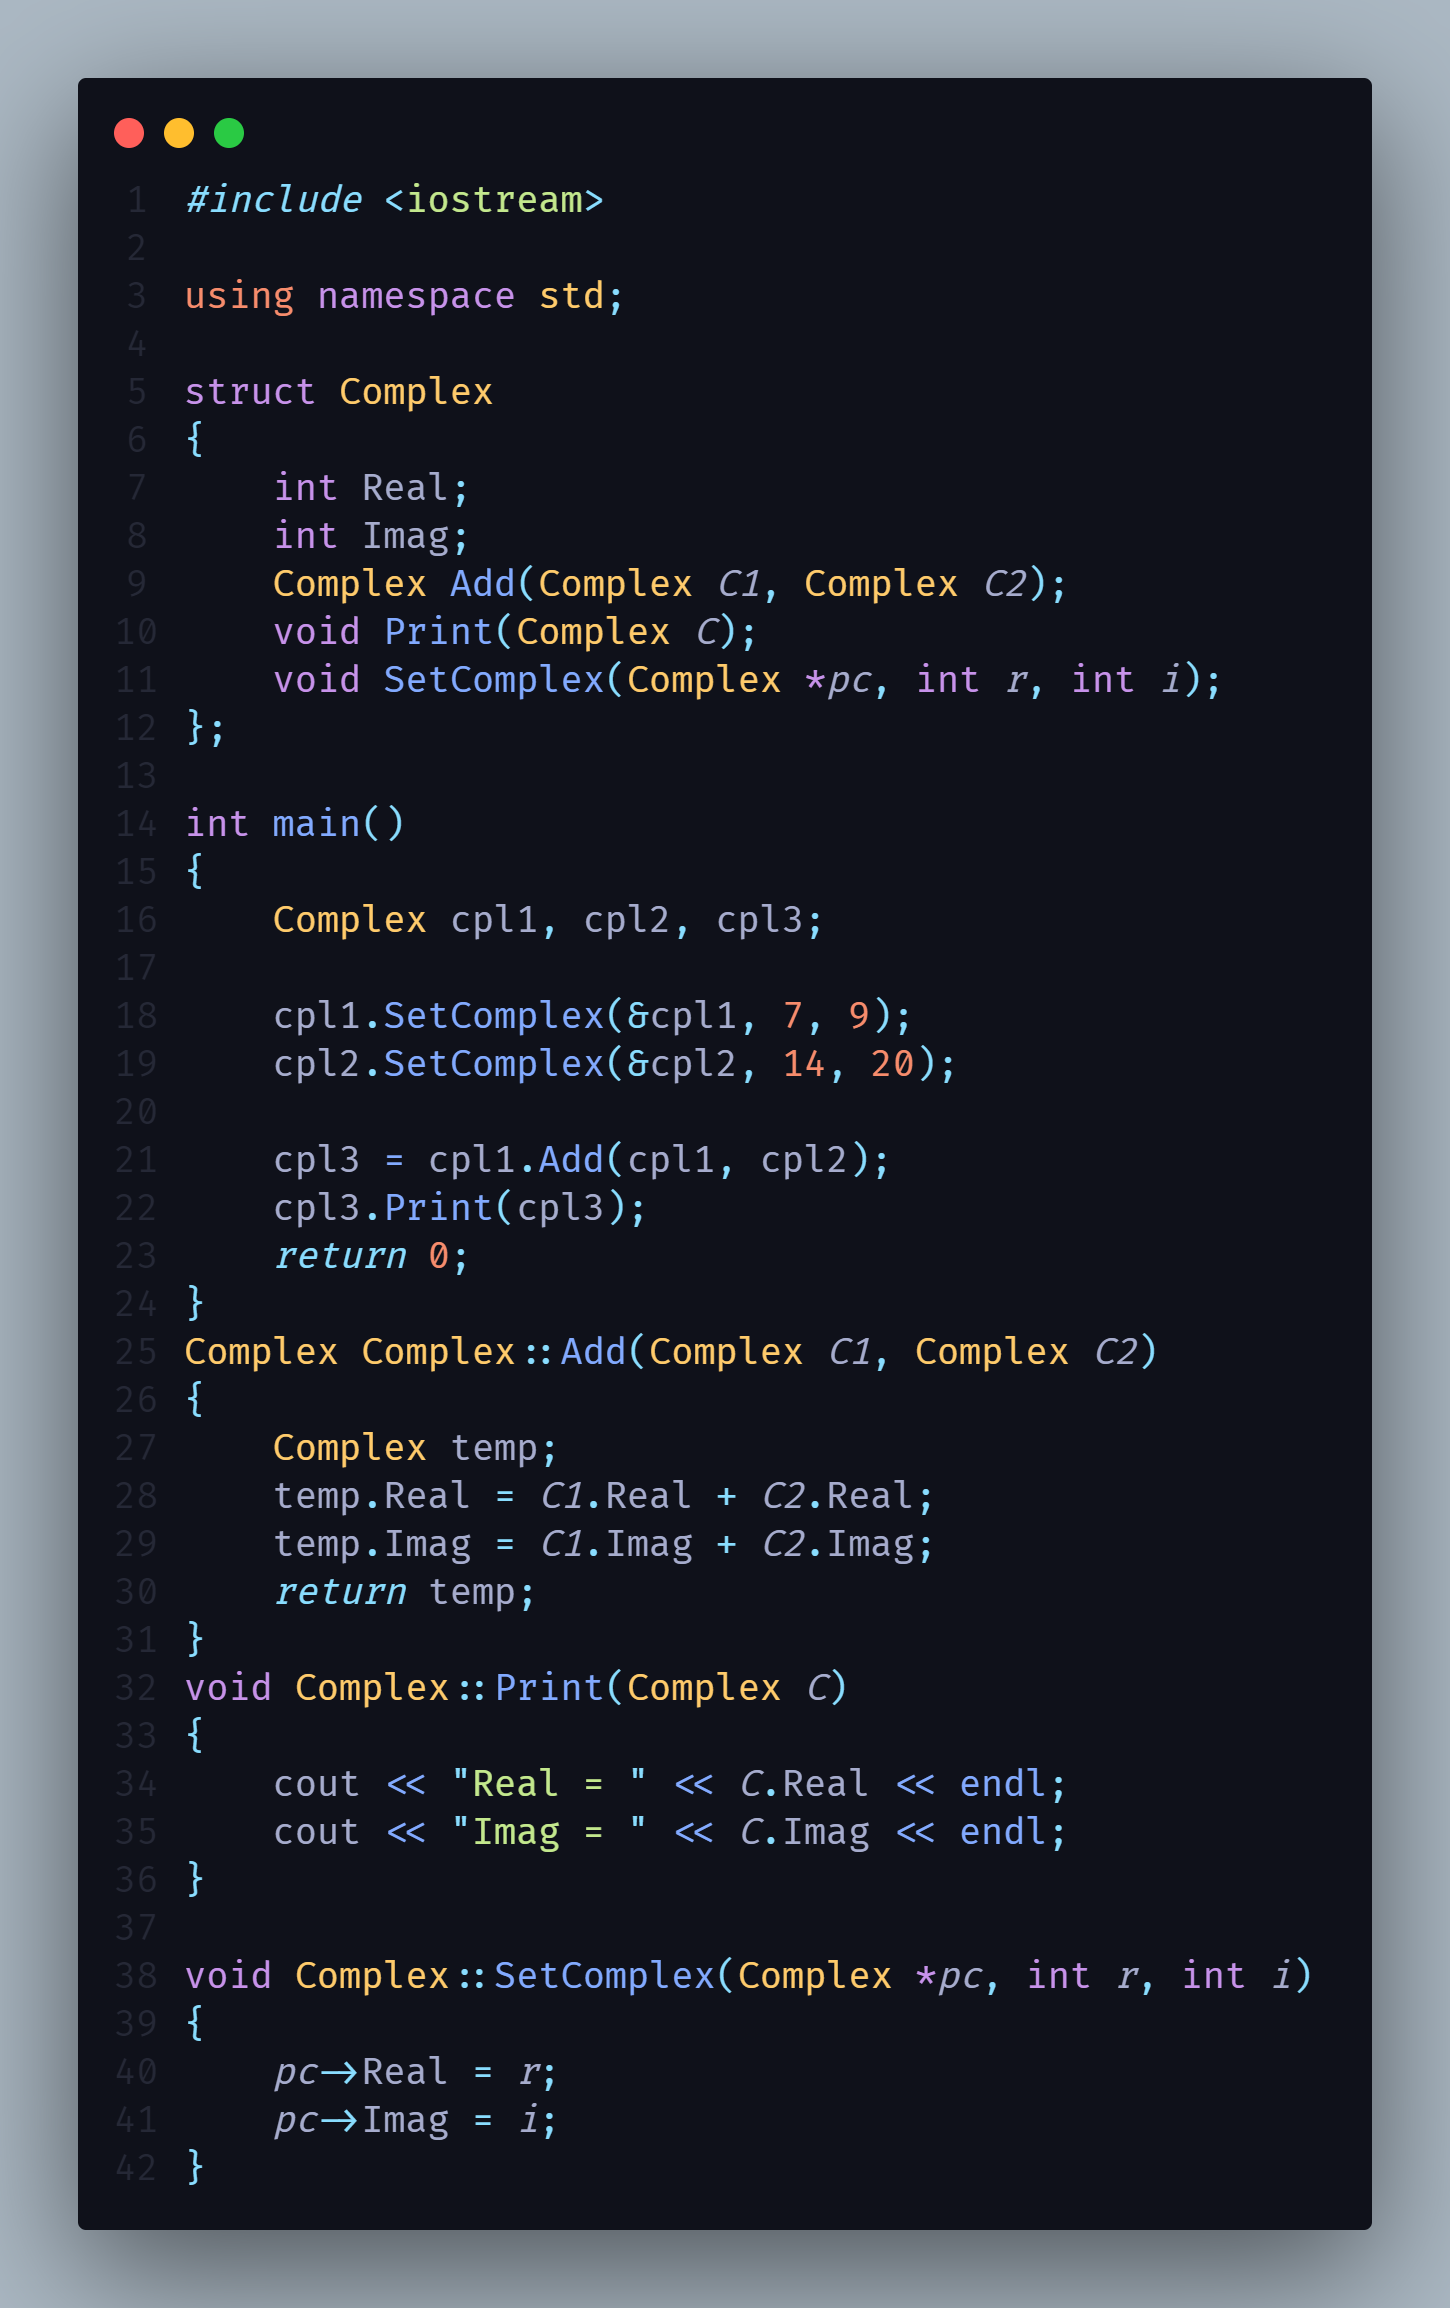 1 #include <iostream>
2
3 using namespace std;
4
5 struct Complex
6 {
7     int Real;
8     int Imag;
9     Complex Add(Complex C1, Complex C2);
10     void Print(Complex C);
11     void SetComplex(Complex *pc, int r, int i);
12 };
13
14 int main()
15 {
16     Complex cpl1, cpl2, cpl3;
17
18     cpl1.SetComplex(&cpl1, 7, 9);
19     cpl2.SetComplex(&cpl2, 14, 20);
20
21     cpl3 = cpl1.Add(cpl1, cpl2);
22     cpl3.Print(cpl3);
23     return 0;
24 }
25 Complex Complex::Add(Complex C1, Complex C2)
26 {
27     Complex temp;
28     temp.Real = C1.Real + C2.Real;
29     temp.Imag = C1.Imag + C2.Imag;
30     return temp;
31 }
32 void Complex::Print(Complex C)
33 {
34     cout << "Real = " << C.Real << endl;
35     cout << "Imag = " << C.Imag << endl;
36 }
37
38 void Complex::SetComplex(Complex *pc, int r, int i)
39 {
40     pc->Real = r;
41     pc->Imag = i;
42 }